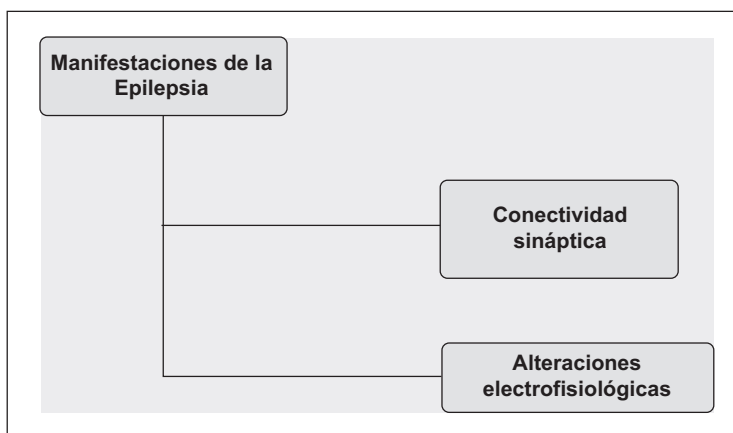 Manifestaciones de la
Epilepsia
Conectividad
sináptica
Alteraciones
electrofisiológicas